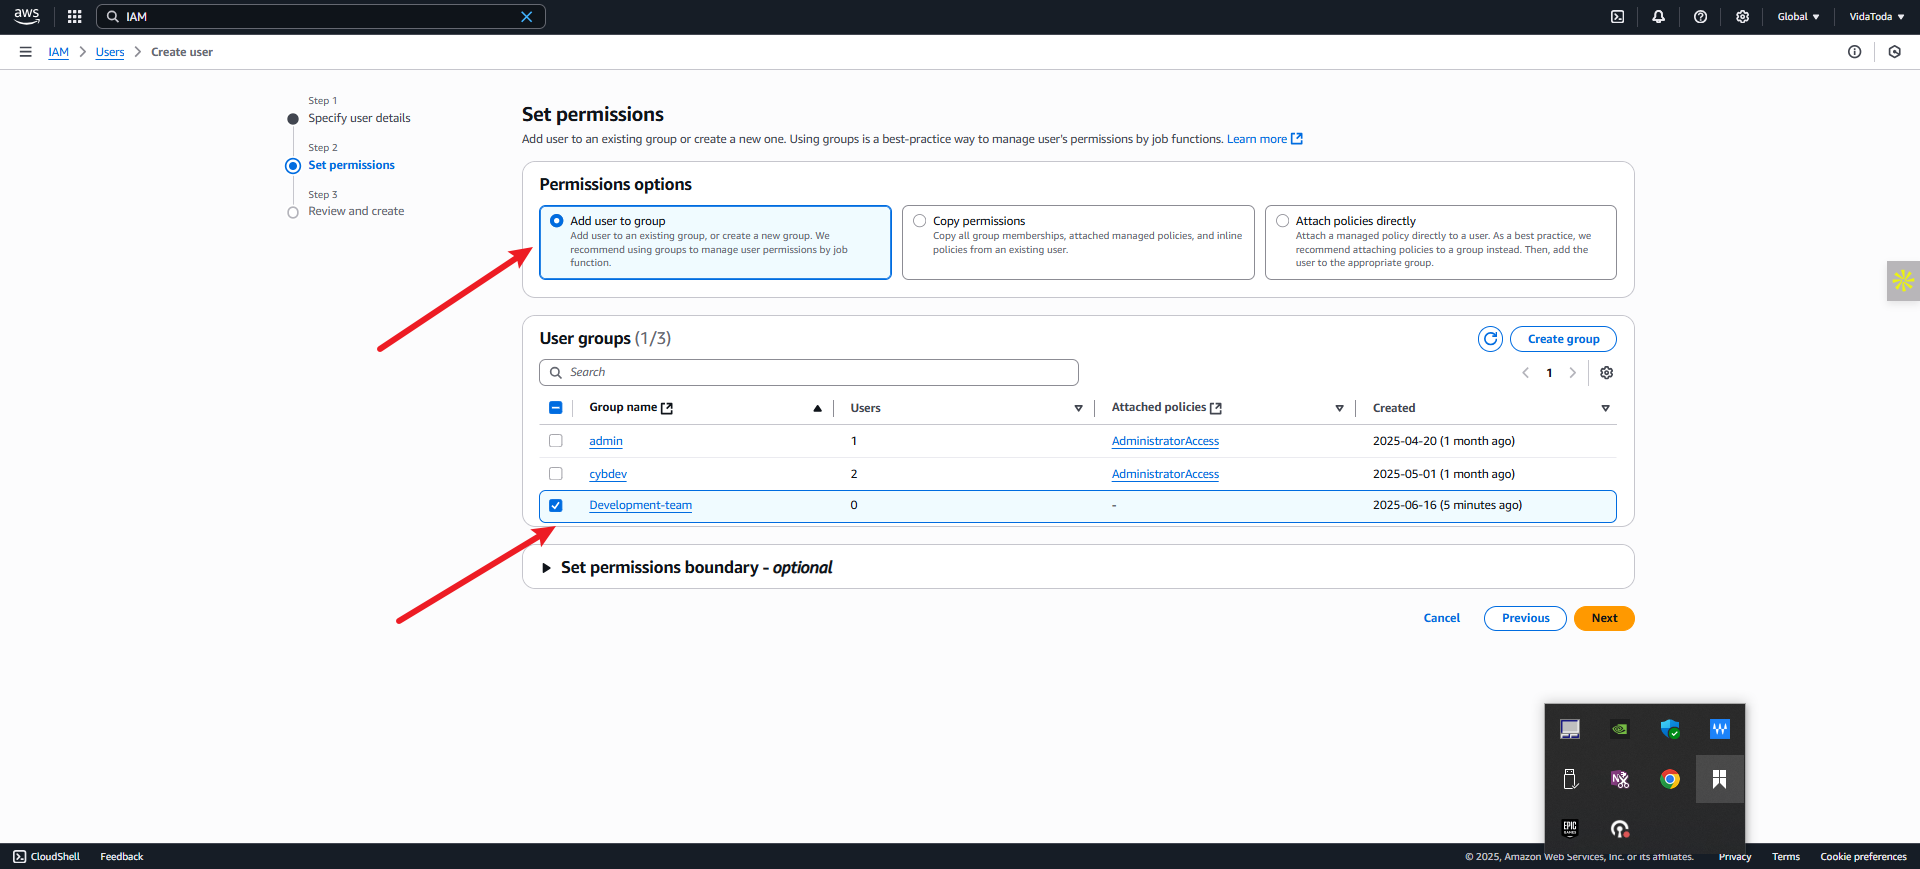 aws
IAM
Global
VidaToda
IAM
Users
Create user
Step 1
Specify user details
Step 2
Set permissions
Step 3
Review and create
Set permissions
Add user to an existing group or create a new one. Using groups is a best-practice way to manage user's permissions by job functions. Learn more
Permissions options
Add user to group
Add user to an existing group, or create a new group. We
recommend using groups to manage user permissions by job
function.
Copy permissions
Copy all group memberships, attached managed policies, and inline
policies from an existing user.
Attach policies directly
Attach a managed policy directly to a user. As a best practice, we
recommend attaching policies to a group instead. Then, add the
user to the appropriate group.
User groups (1/3)
Create group
Search
1
Group name
Users
Attached policies
Created
admin
1
AdministratorAccess
2025-04-20 (1 month ago)
cybdev
2
AdministratorAccess
2025-05-01 (1 month ago)
Development-team
0
-
2025-06-16 (5 minutes ago)
Set permissions boundary - optional
Cancel
Previous
Next
EPIC
GAMES
CloudShell
Feedback
© 2025, Amazon Web Services, Inc. or its affiliates.
Privacy
Terms
Cookie preferences